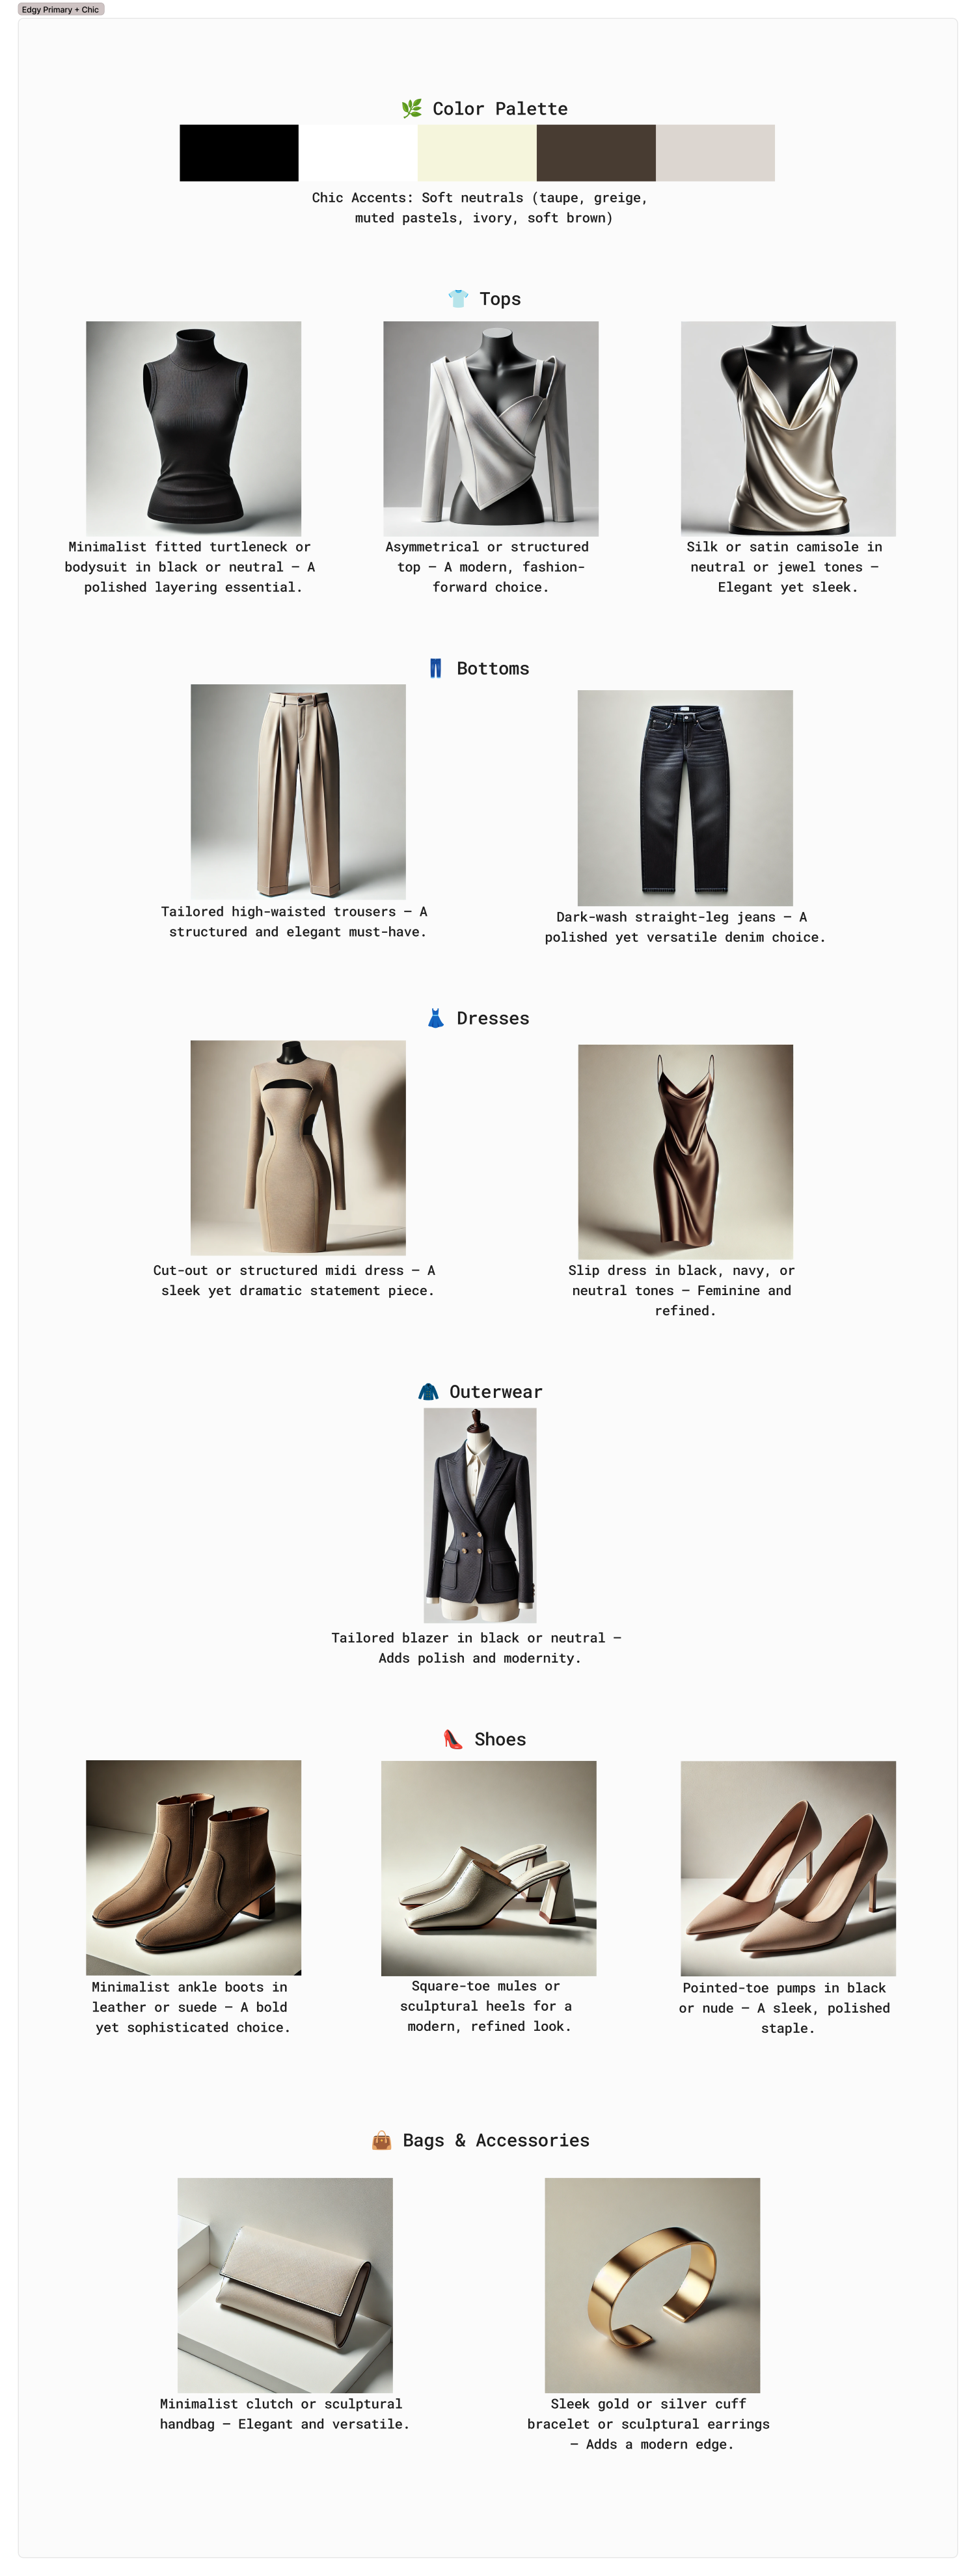 Edgy Primary + Chic
Color Palette
Chic Accents: Soft neutrals (taupe, greige,
muted pastels, ivory, soft brown)
Tops
Minimalist fitted turtleneck or
bodysuit in black or neutral – A
polished layering essential.
Asymmetrical or structured
top – A modern, fashion-
forward choice.
Silk or satin camisole in
neutral or jewel tones –
Elegant yet sleek.
Bottoms
Tailored high-waisted trousers – A
structured and elegant must-have.
Dark-wash straight-leg jeans – A
polished yet versatile denim choice.
Dresses
Cut-out or structured midi dress – A
sleek yet dramatic statement piece.
Slip dress in black, navy, or
neutral tones – Feminine and
refined.
Outerwear
Tailored blazer in black or neutral –
Adds polish and modernity.
Shoes
Minimalist ankle boots in
leather or suede – A bold
yet sophisticated choice.
Square-toe mules or
sculptural heels for a
modern, refined look.
Pointed-toe pumps in black
or nude – A sleek, polished
staple.
Bags & Accessories
Minimalist clutch or sculptural
handbag – Elegant and versatile.
Sleek gold or silver cuff
bracelet or sculptural earrings
– Adds a modern edge.